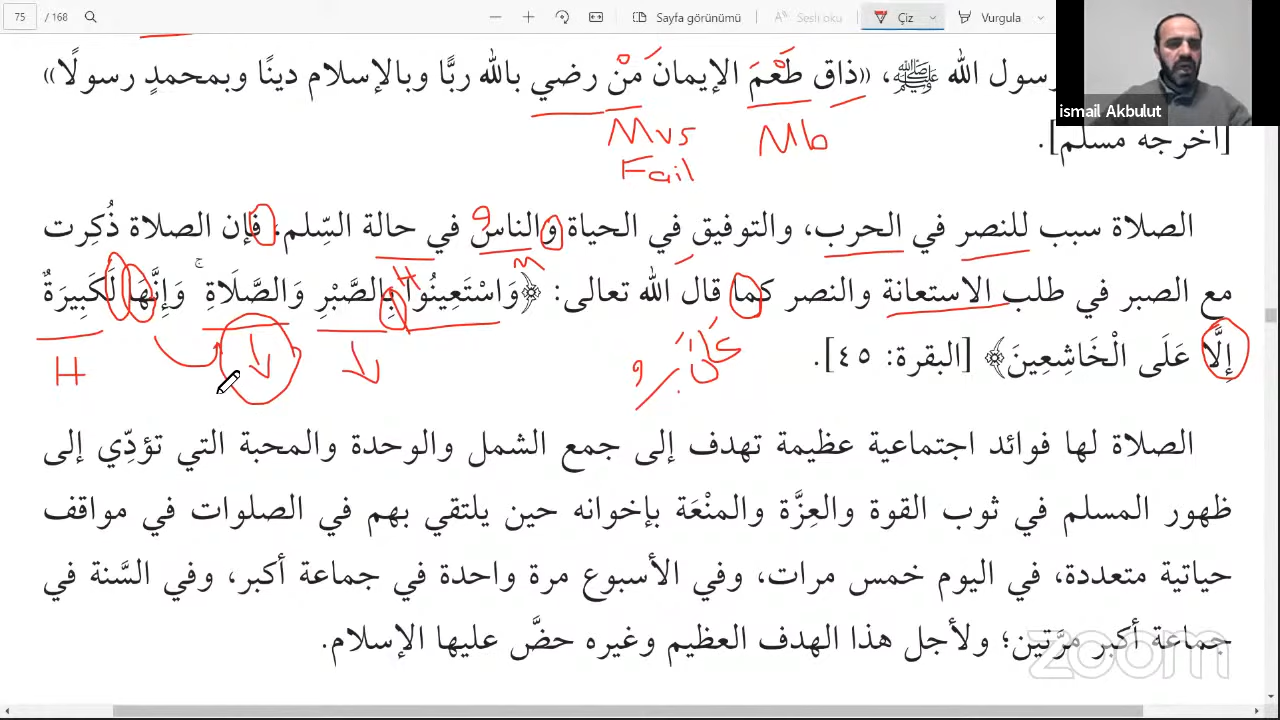 75 / 168 Sayfa görünümü Sesli oku Çiz Vurgula
رسول الله ﷺ، «ذاق طَعْمَ الإيمانَ مَنْ رضي بالله ربًّا وبالإسلام دينًا وبمحمدٍ رسولًا»
ismail Akbulut
[أخرجه مسلم].
Mvs Mb
Fail
الصلاة سبب للنصر في الحرب، والتوفيق في الحياة والناس في حالة السِّلم، فإن الصلاة ذُكِرت
مع الصبر في طلب الاستعانة والنصر كما قال الله تعالى: ﴿وَاسْتَعِينُوا بِالصَّبْرِ وَالصَّلَاةِ ۚ وَإِنَّهَا لَكَبِيرَةٌ
إِلَّا عَلَى الْخَاشِعِينَ﴾ [البقرة: ٤٥].
H
الصلاة لها فوائد اجتماعية عظيمة تهدف إلى جمع الشمل والوحدة والمحبة التي تؤدِّي إلى
ظهور المسلم في ثوب القوة والعِزَّة والمنْعَة بإخوانه حين يلتقي بهم في الصلوات في مواقف
حياتية متعددة، في اليوم خمس مرات، وفي الأسبوع مرة واحدة في جماعة أكبر، وفي السَّنة في
جماعة أكبر مرَّتين؛ ولأجل هذا الهدف العظيم وغيره حضَّ عليها الإسلام.
zoom